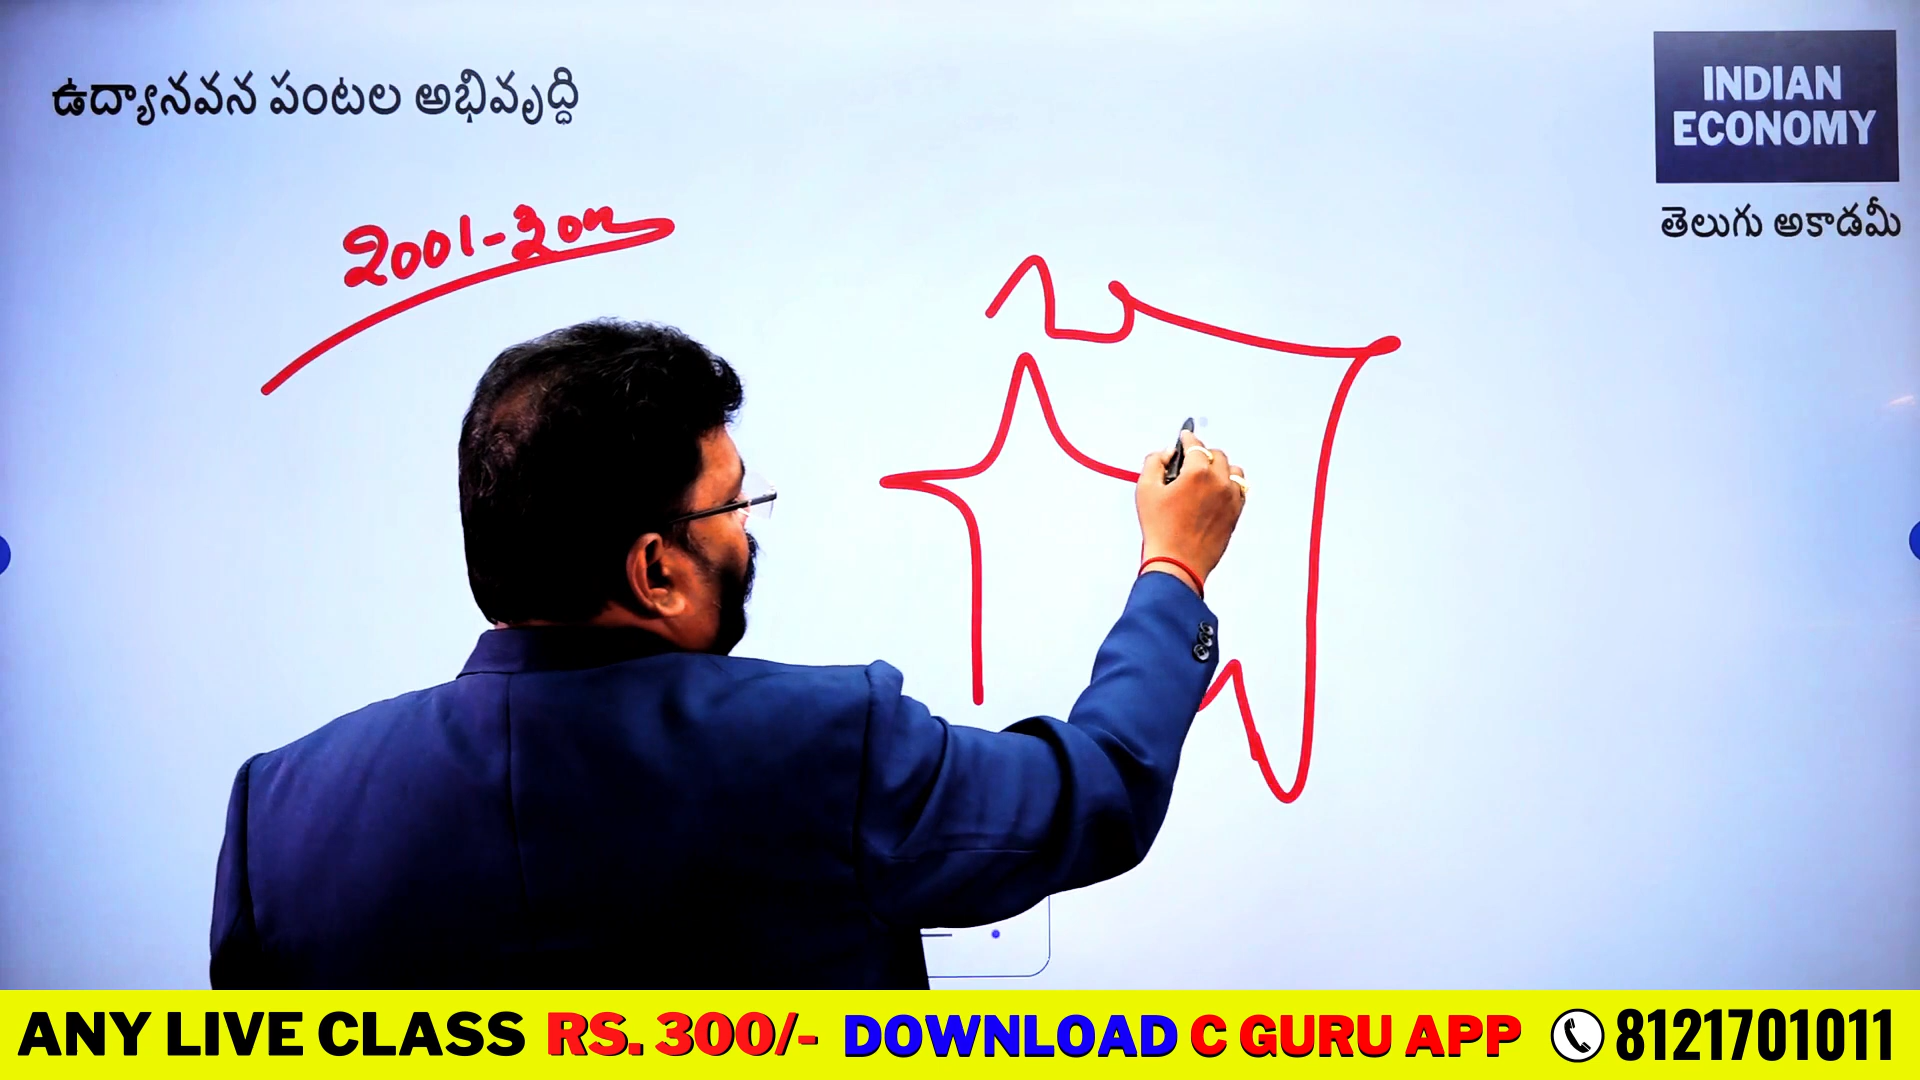 ఉద్యానవన పంటల అభివృద్ధి
INDIAN
ECONOMY
తెలుగు అకాడమీ
2001-
ANY LIVE CLASS RS. 300/- DOWNLOAD C GURU APP 8121701011